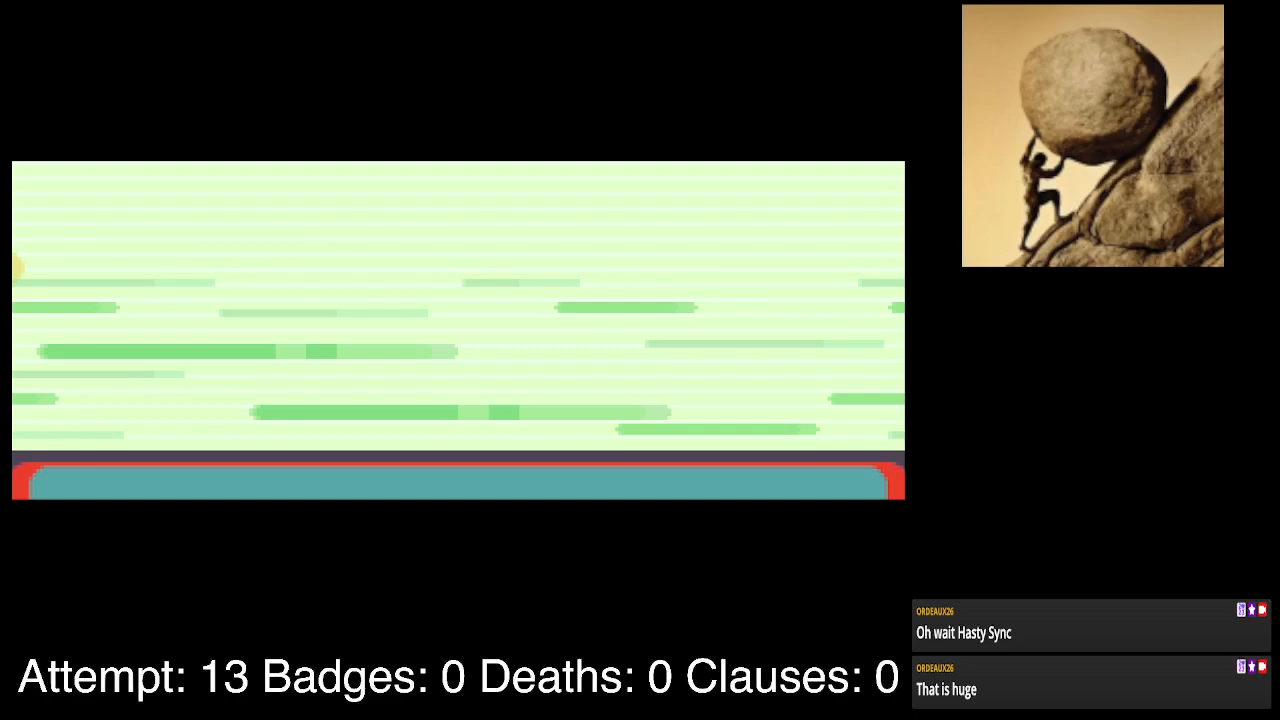 ORDEAUX26
Oh wait Hasty Sync
ORDEAUX26
That is huge
Attempt: 13 Badges: 0 Deaths: 0 Clauses: 0